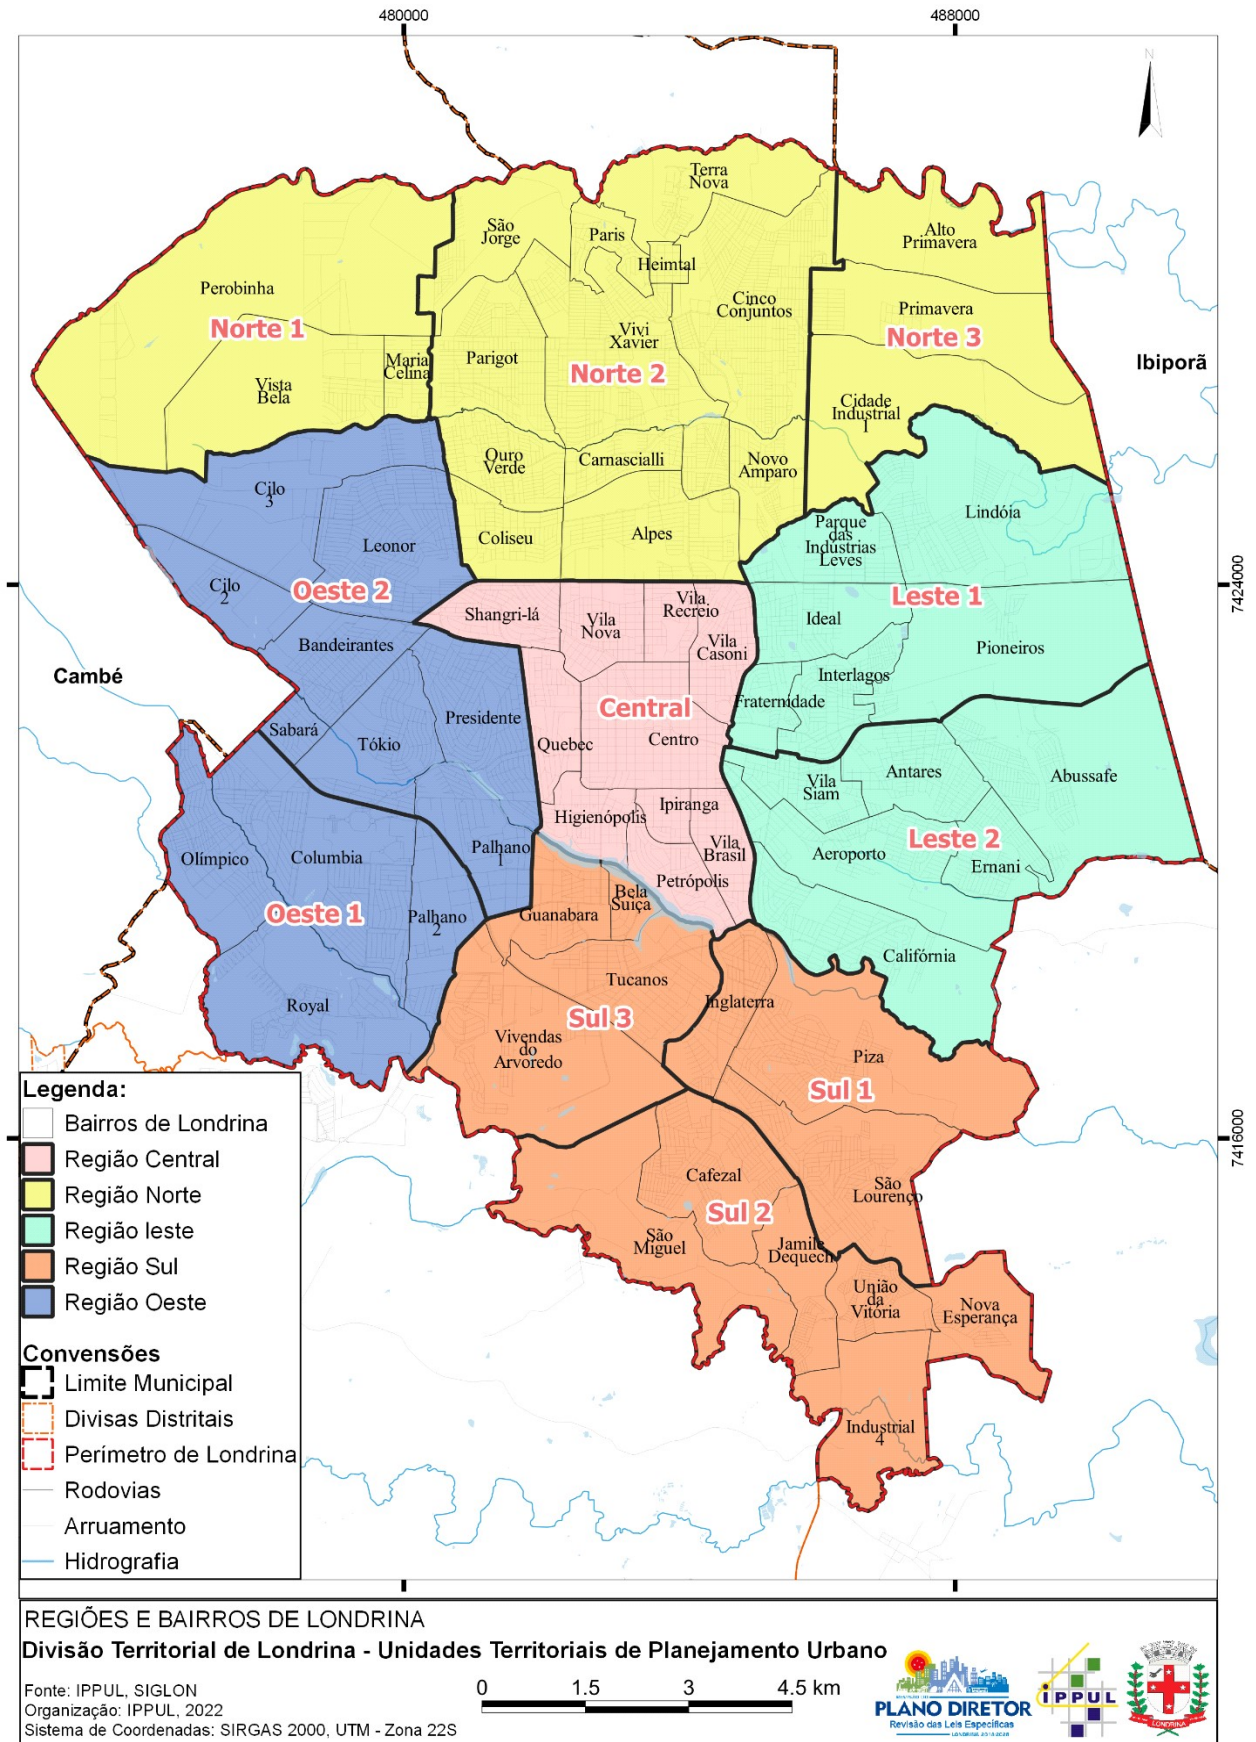 480000
488000
N
Terra
Nova
São
Jorge
Paris
Alto
Primavera
Heimtal
Perobinha
Cinco
Conjuntos
Primavera
Norte 1
Vivi
Xavier
Norte 3
Maria
Celina
Parigot
Ibiporã
Norte 2
Vista
Bela
Cidade
Industrial
1
Ouro
Verde
Carnascialli
Novo
Amparo
Cilo
3
Lindóia
Parque
das
Indústrias
Leves
Coliseu
Alpes
Leonor
7424000
Cilo
2
Oeste 2
Leste 1
Shangri-lá
Vila
Nova
Vila
Recreio
Ideal
Vila
Casoni
Bandeirantes
Pioneiros
Cambé
Interlagos
Fraternidade
Central
Presidente
Sabará
Tókio
Quebec
Centro
Vila
Siam
Antares
Abussafe
Higienópolis
Ipiranga
Leste 2
Palhano
1
Vila
Brasil
Aeroporto
Ernani
Olímpico
Columbia
Petrópolis
Bela
Suiça
Oeste 1
Palhano
2
Guanabara
Califórnia
Tucanos
Royal
Inglaterra
Sul 3
Vivendas
do
Arvoredo
Piza
Sul 1
7416000
Cafezal
São
Lourenço
Sul 2
São
Miguel
Jamile
Dequech
União
da
Vitória
Nova
Esperança
Industrial
4
Legenda:
Bairros de Londrina
Região Central
Região Norte
Região leste
Região Sul
Região Oeste
Convensões
Limite Municipal
Divisas Distritais
Perímetro de Londrina
Rodovias
Arruamento
Hidrografia
REGIÕES E BAIRROS DE LONDRINA
Divisão Territorial de Londrina - Unidades Territoriais de Planejamento Urbano
Fonte: IPPUL, SIGLON
Organização: IPPUL, 2022
Sistema de Coordenadas: SIRGAS 2000, UTM - Zona 22S
0 1.5 3 4.5 km
PLANO DIRETOR
Revisão das Leis Específicas
LONDRINA 2018-2028
IPPUL
LONDRINA